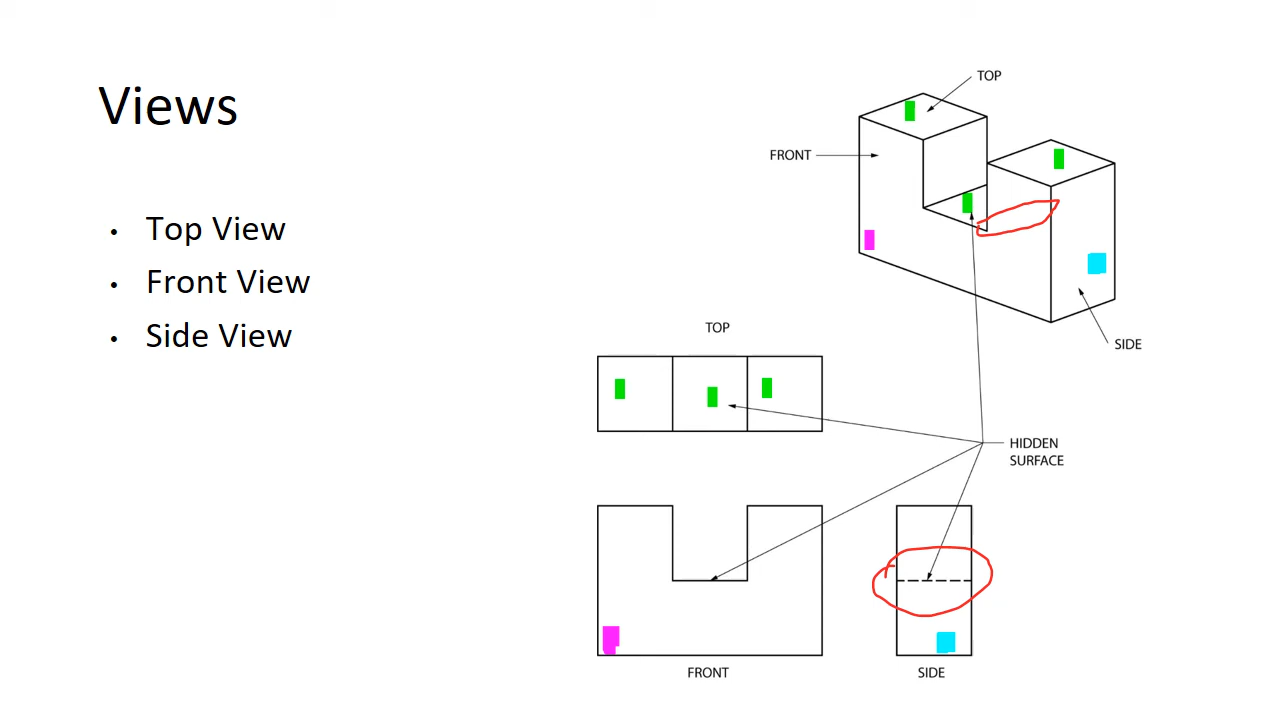 Views
• Top View
• Front View
• Side View
TOP
FRONT
SIDE
TOP
HIDDEN
SURFACE
FRONT
SIDE